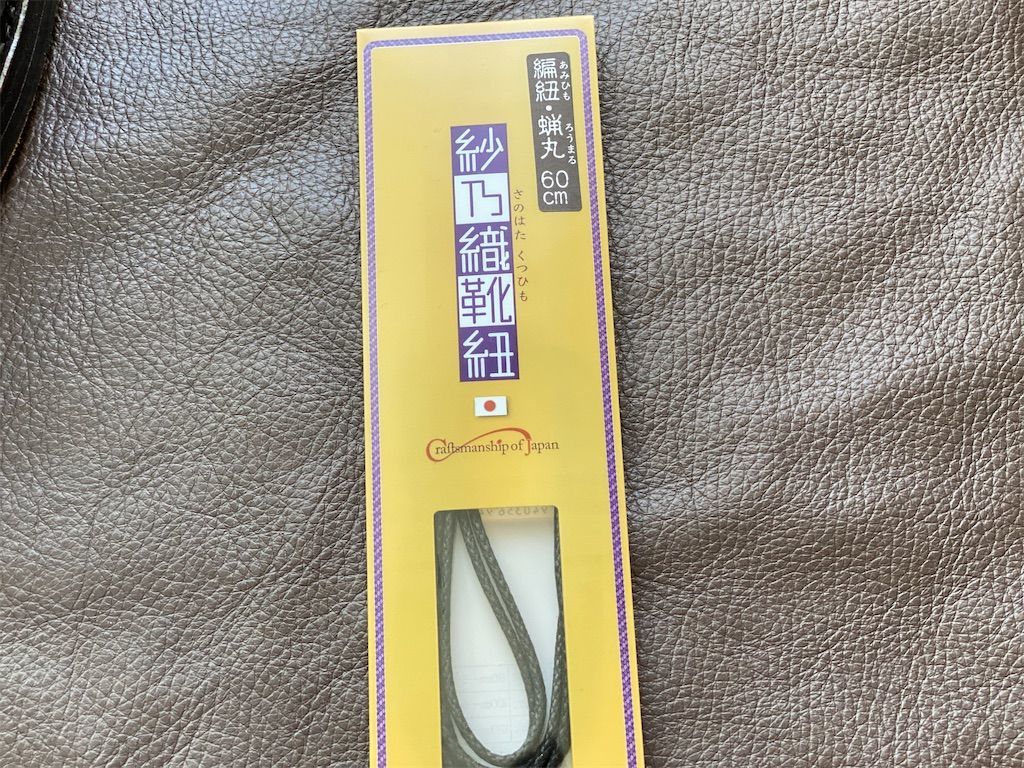 編紐・蝋丸 60cm
あみひも
ろうまる
紗乃織靴紐
さのはた くつひも
Craftsmanship of Japan